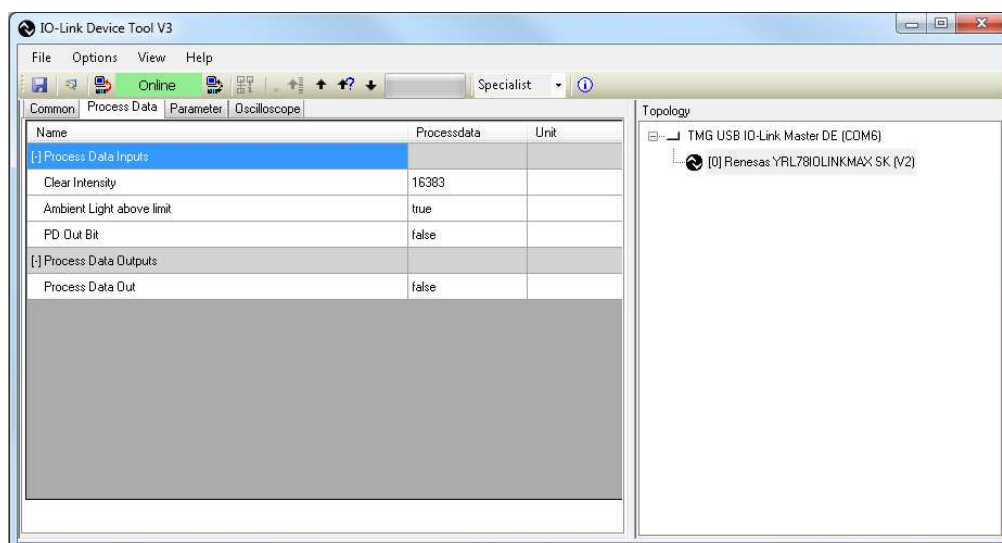 IO-Link Device Tool V3
File Options View Help
Online Specialist
Common Process Data Parameter Oscilloscope
Name Processdata Unit
[-] Process Data Inputs
Clear Intensity 16383
Ambient Light above limit true
PD Out Bit false
[-] Process Data Outputs
Process Data Out false
Topology
TMG USB IO-Link Master DE (COM6)
[0] Renesas YRL78IOLINKMAX SK (V2)